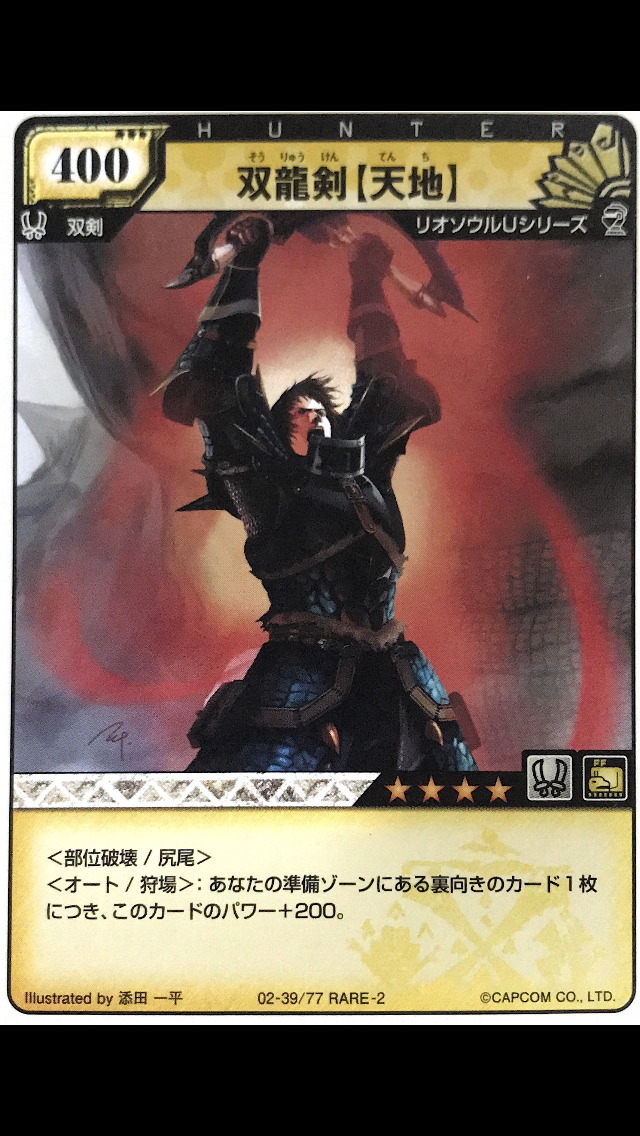 HUNTER
400
そう りゅう けん てん ち
双龍剣【天地】
双剣
リオソウルUシリーズ
FF
<部位破壊 / 尻尾>
<オート / 狩場>：あなたの準備ゾーンにある裏向きのカード1枚
につき、このカードのパワー+200。
Illustrated by 添田 一平
02-39/77 RARE-2
©CAPCOM CO., LTD.